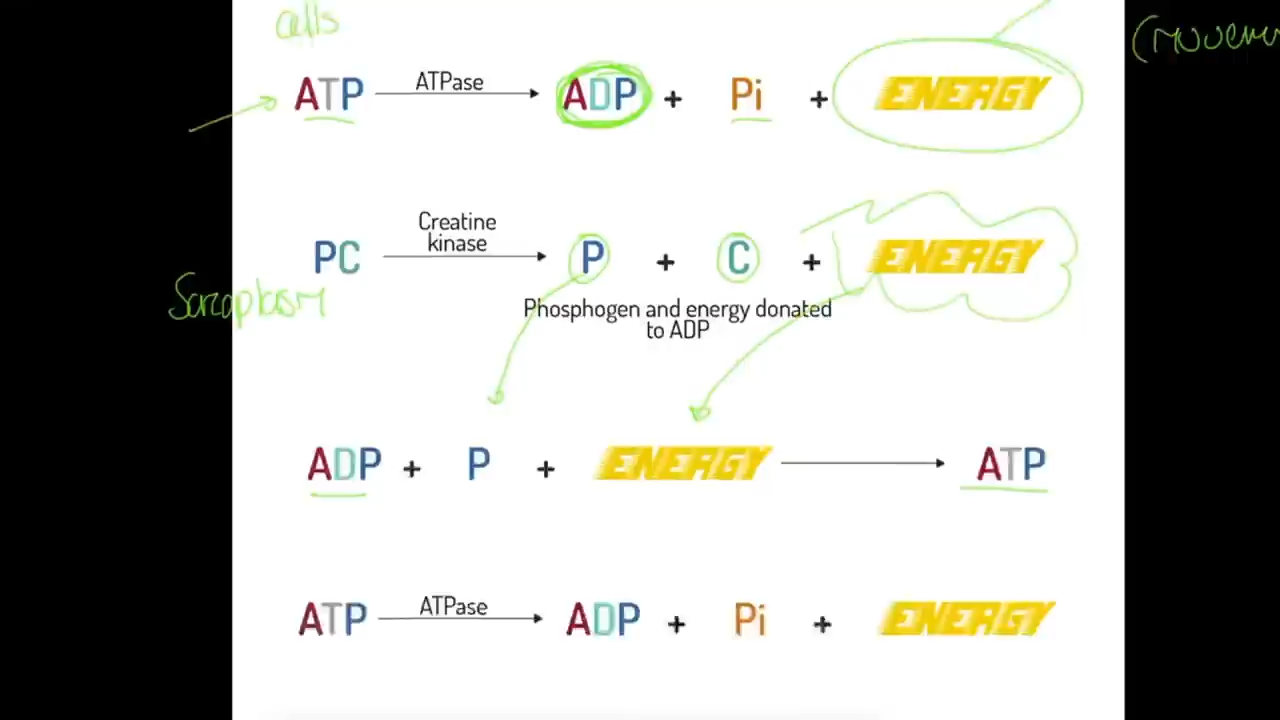 cells
(movem
ATP ATPase ADP + Pi + ENERGY
PC Creatine kinase P + C + ENERGY
Sarcoplasm
Phosphogen and energy donated
to ADP
ADP + P + ENERGY ATP
ATP ATPase ADP + Pi + ENERGY